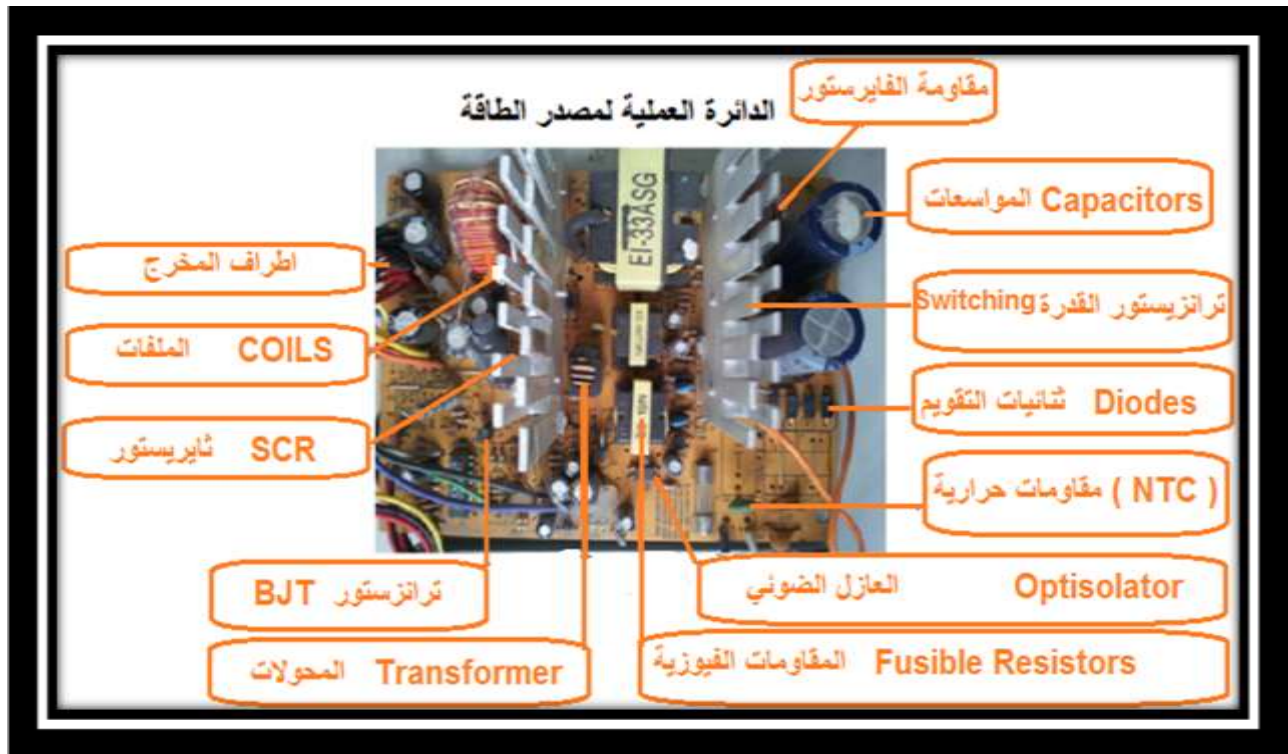 الدائرة العملية لمصدر الطاقة
مقاومة الفايرستور
المواسعات Capacitors
ترانزيستور القدرة Switching
ثنائيات التقويم Diodes
مقاومات حرارية ( NTC )
العازل الضوئي Optisolator
المقاومات الفيوزية Fusible Resistors
اطراف المخرج
الملفات COILS
ثايريستور SCR
ترانزستور BJT
المحولات Transformer
EI-33ASG